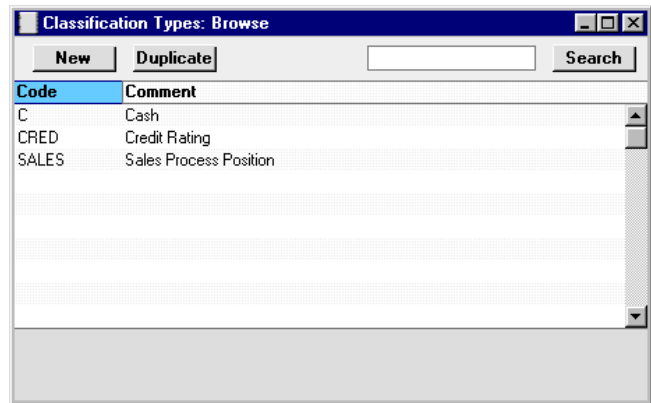 Classification Types: Browse
New Duplicate Search
Code Comment
C Cash
CRED Credit Rating
SALES Sales Process Position